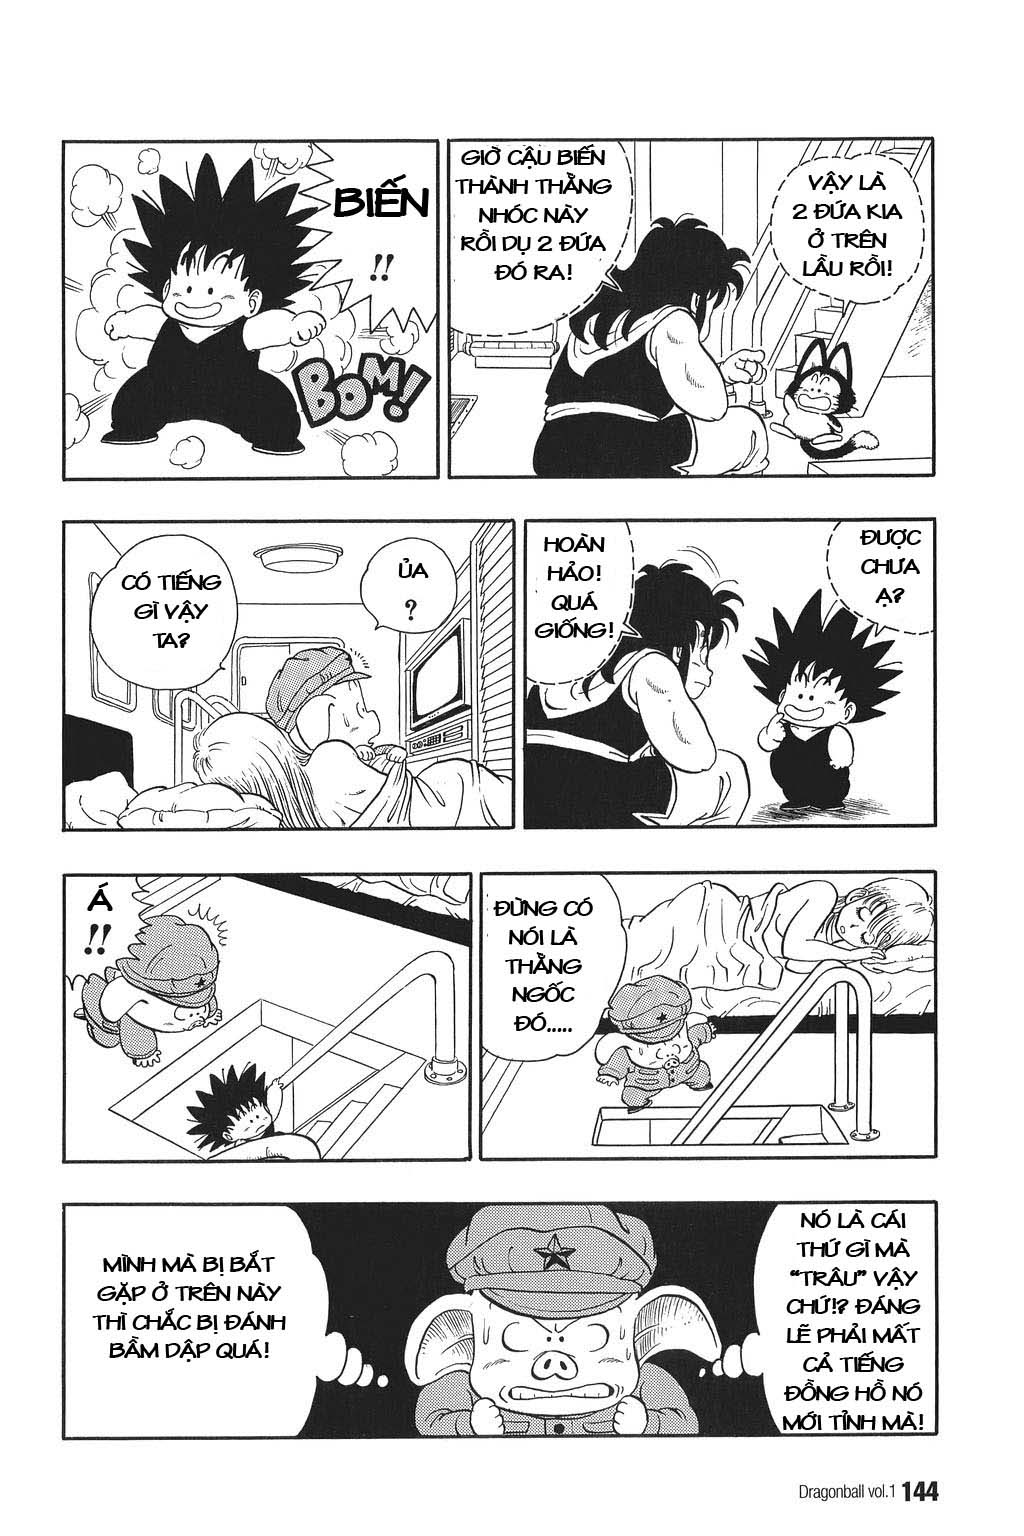 VẬY LÀ
2 ĐỨA KIA
Ở TRÊN
LẦU RỒI!
GIỜ CẬU BIẾN
THÀNH THẰNG
NHÓC NÀY
RỒI DỤ 2 ĐỨA
ĐÓ RA!
BIẾN
!!
BOM!
ĐƯỢC
CHƯA
Ạ?
HOÀN
HẢO!
QUÁ
GIỐNG!
ỦA
?
CÓ TIẾNG
GÌ VẬY
TA?
ĐỪNG CÓ
NÓI LÀ
THẰNG
NGỐC
ĐÓ.....
Á
!!
NÓ LÀ CÁI
THỨ GÌ MÀ
“TRÂU” VẬY
CHỨ!? ĐÁNG
LẼ PHẢI MẤT
CẢ TIẾNG
ĐỒNG HỒ NÓ
MỚI TỈNH MÀ!
MÌNH MÀ BỊ BẮT
GẶP Ở TRÊN NÀY
THÌ CHẮC BỊ ĐÁNH
BẦM DẬP QUÁ!
Dragonball vol.1 144